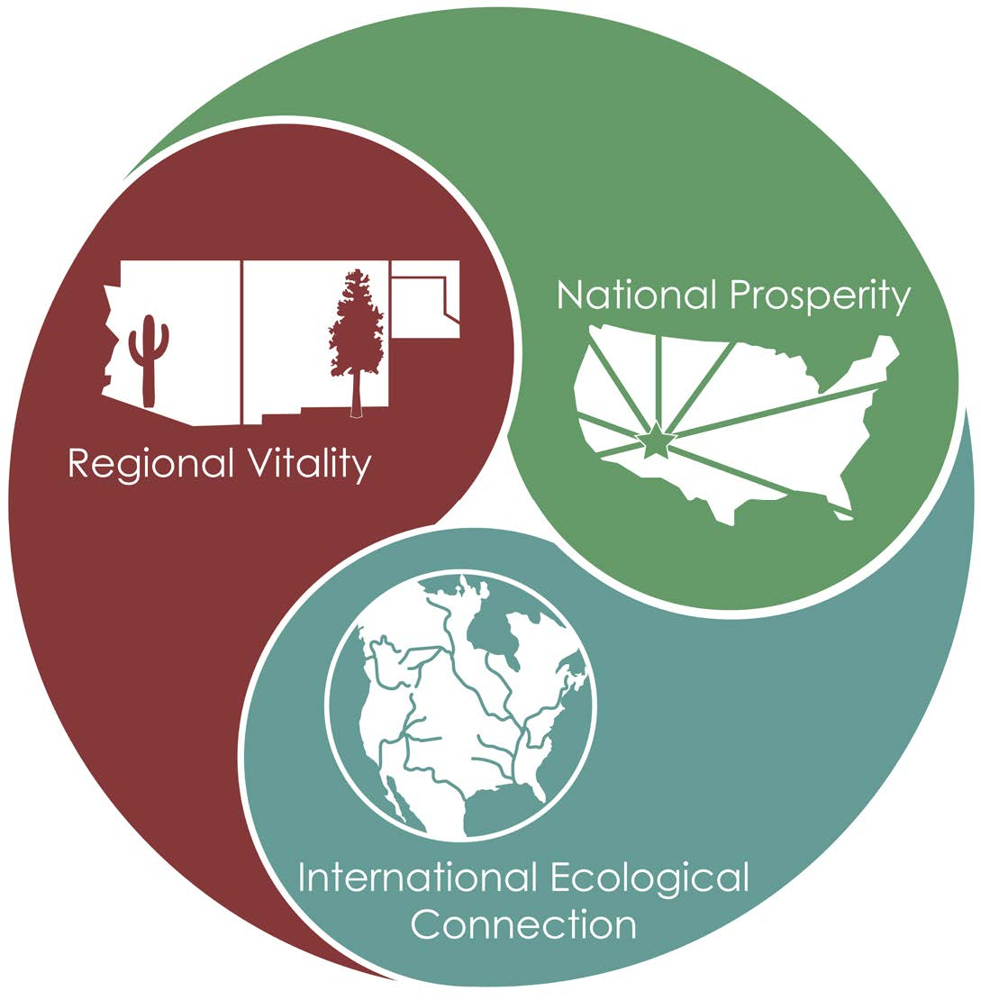 National Prosperity
Regional Vitality
International Ecological
Connection